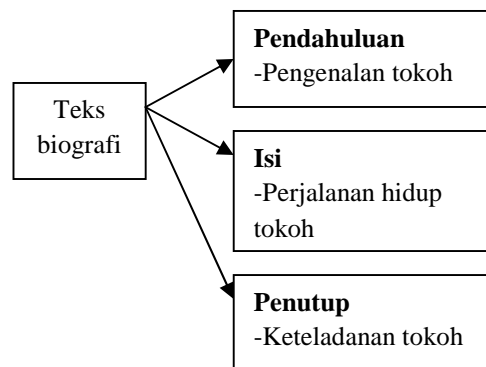 Teks
biografi
Pendahuluan
-Pengenalan tokoh
Isi
-Perjalanan hidup
tokoh
Penutup
-Keteladanan tokoh